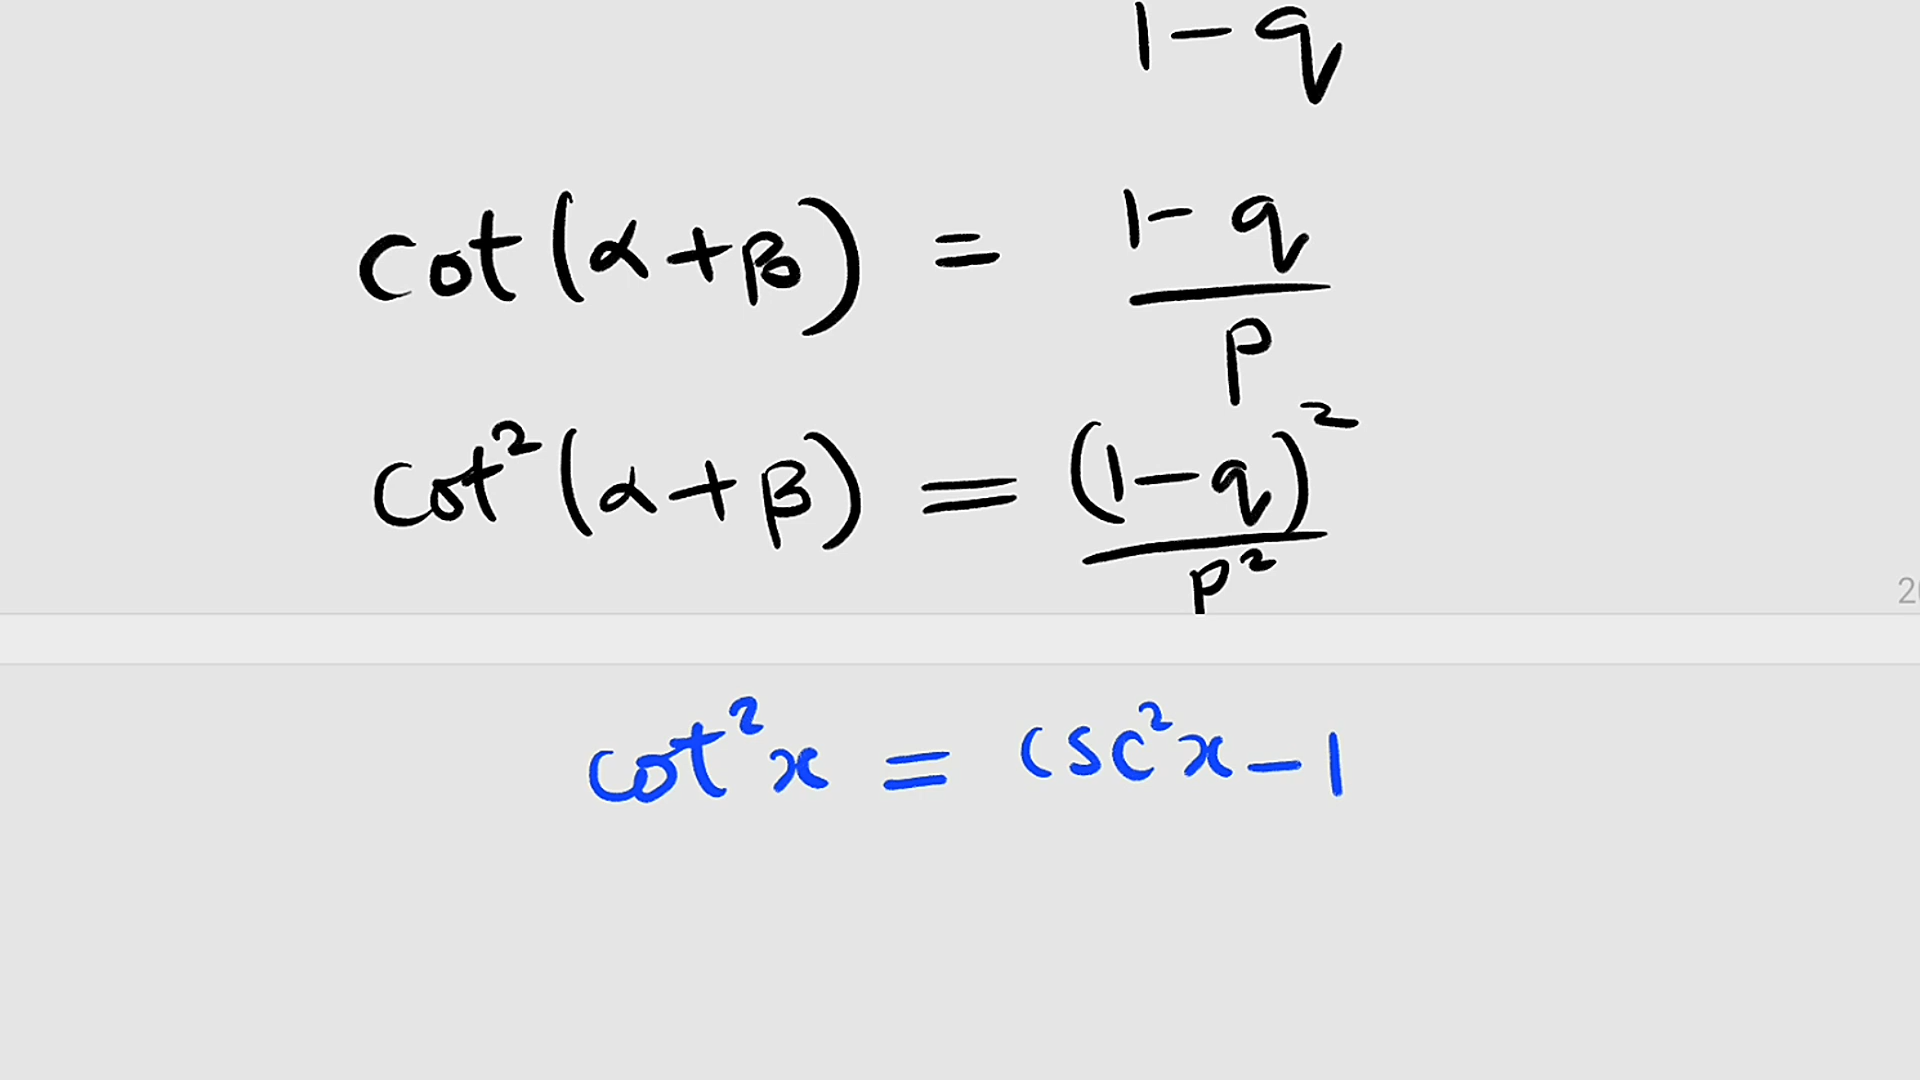 1-q
cot(α+β) = 1-q
p
cot²(α+β) = (1-q)²
p²
cot²x = csc²x-1